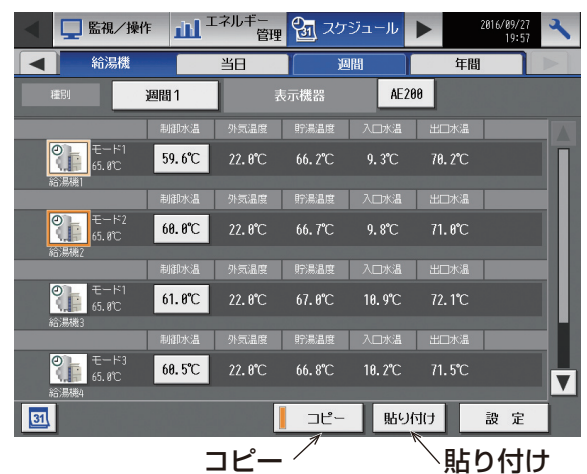 監視/操作 エネルギー管理 31 スケジュール 2016/09/27 19:57
給湯機 当日 週間 年間
種別 週間1 表示機器 AE200
制御水温 外気温度 貯湯温度 入口水温 出口水温
モード1 65.0℃ 59.6℃ 22.0℃ 66.2℃ 9.3℃ 70.2℃
給湯機1
制御水温 外気温度 貯湯温度 入口水温 出口水温
モード2 65.0℃ 60.0℃ 22.0℃ 66.7℃ 9.8℃ 71.0℃
給湯機2
制御水温 外気温度 貯湯温度 入口水温 出口水温
モード1 65.0℃ 61.0℃ 22.0℃ 67.0℃ 10.9℃ 72.1℃
給湯機3
制御水温 外気温度 貯湯温度 入口水温 出口水温
モード3 65.0℃ 60.5℃ 22.0℃ 66.8℃ 10.2℃ 71.5℃
給湯機4
31 コピー 貼り付け 設定
コピー 貼り付け